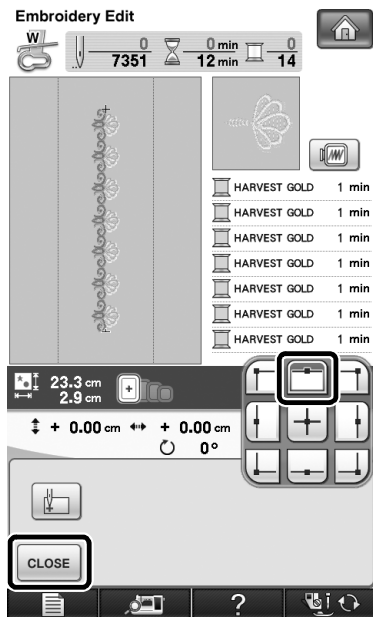 Embroidery Edit
W
0
7351
0 min
12 min
0
14
HARVEST GOLD 1 min
HARVEST GOLD 1 min
HARVEST GOLD 1 min
HARVEST GOLD 1 min
HARVEST GOLD 1 min
HARVEST GOLD 1 min
HARVEST GOLD 1 min
23.3 cm
2.9 cm
+ 0.00 cm + 0.00 cm
0°
CLOSE
?